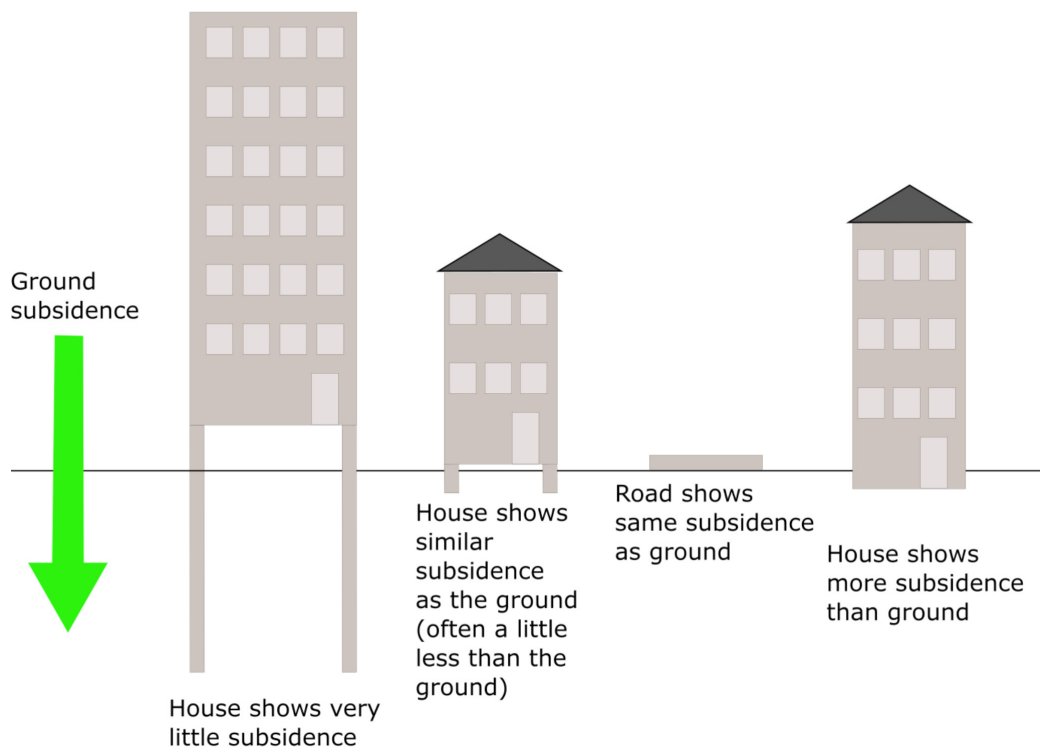 Ground
subsidence
House shows very
little subsidence
House shows
similar
subsidence
as the ground
(often a little
less than the
ground)
Road shows
same subsidence
as ground
House shows
more subsidence
than ground